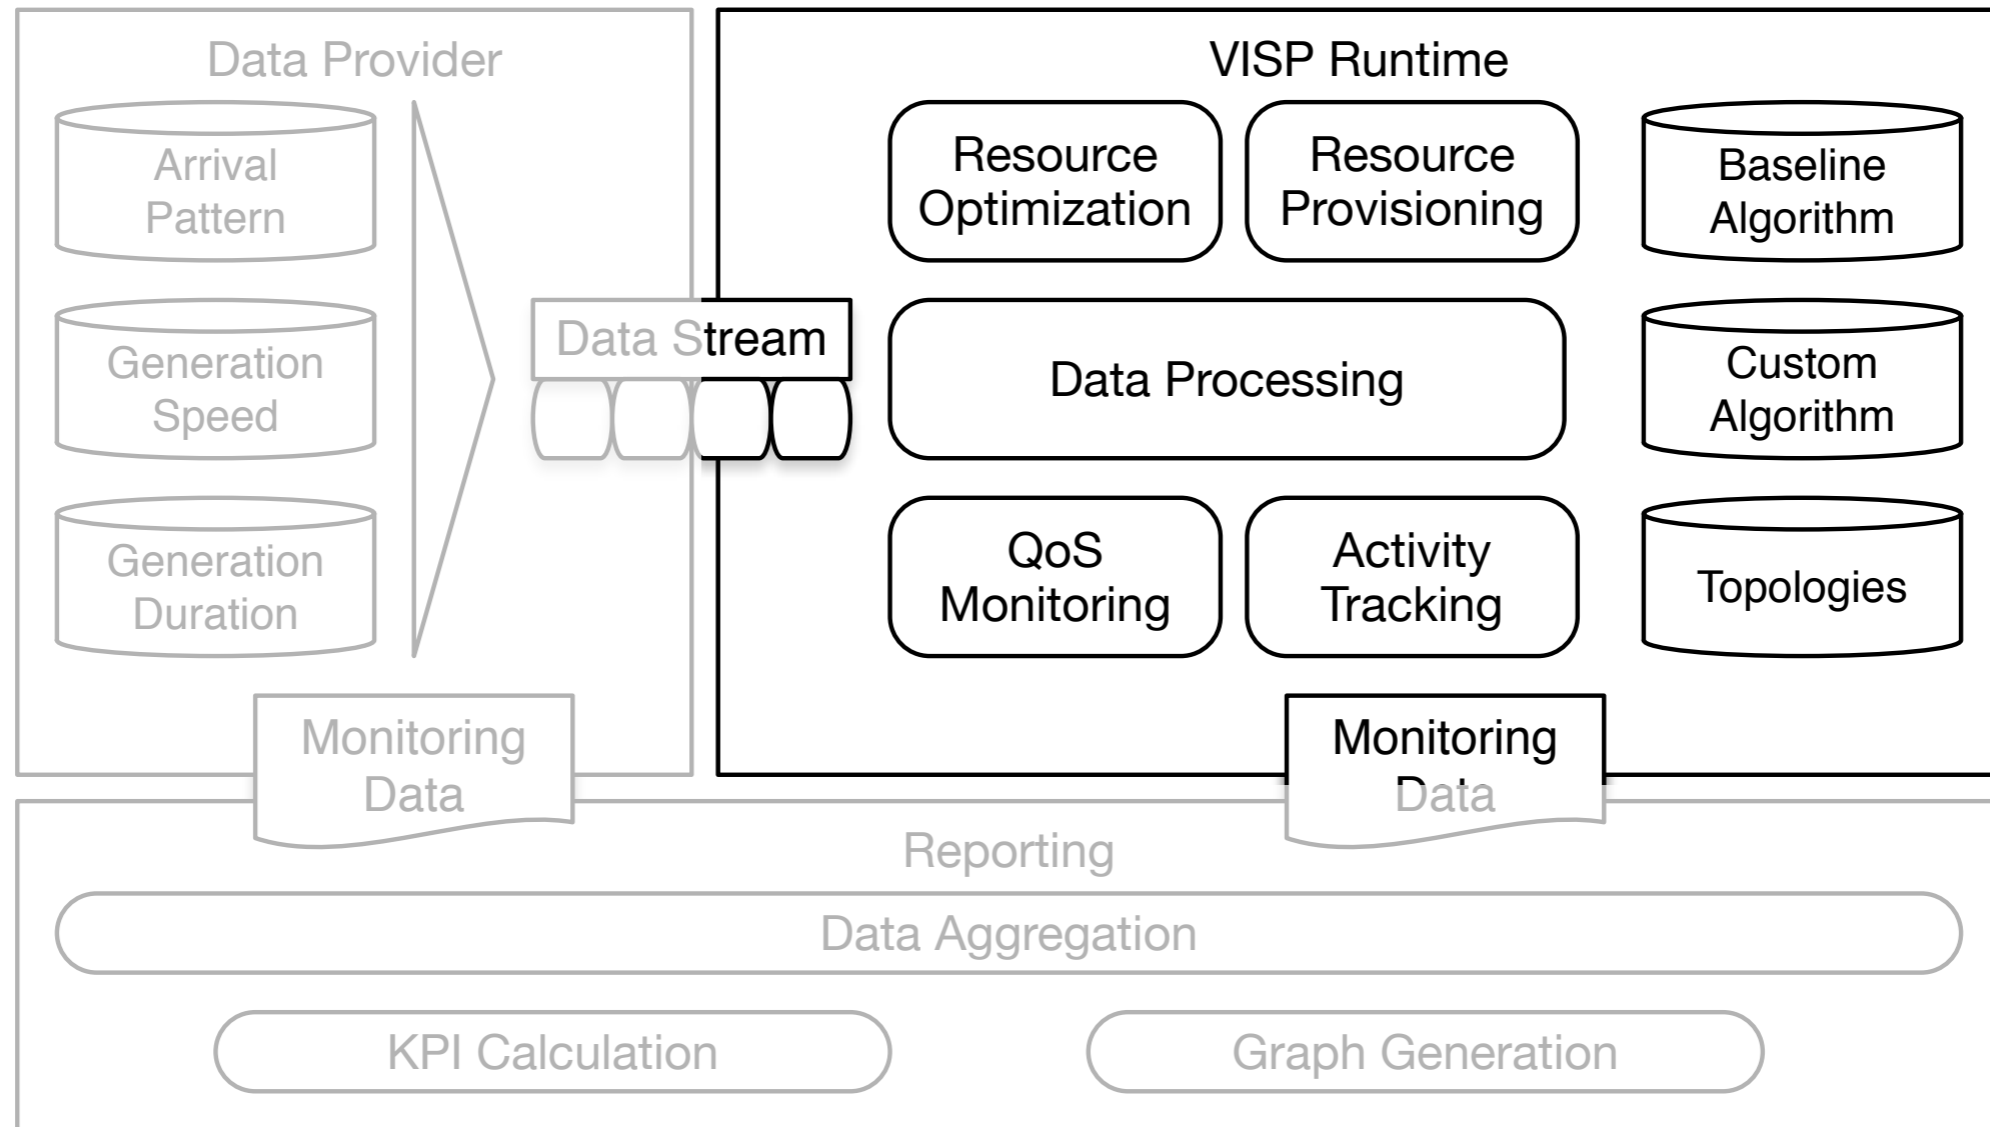 Data Provider
Arrival
Pattern
Generation
Speed
Generation
Duration
Data Stream
Monitoring
Data
VISP Runtime
Resource
Optimization
Resource
Provisioning
Baseline
Algorithm
Data Processing
Custom
Algorithm
QoS
Monitoring
Activity
Tracking
Topologies
Monitoring
Data
Reporting
Data Aggregation
KPI Calculation
Graph Generation